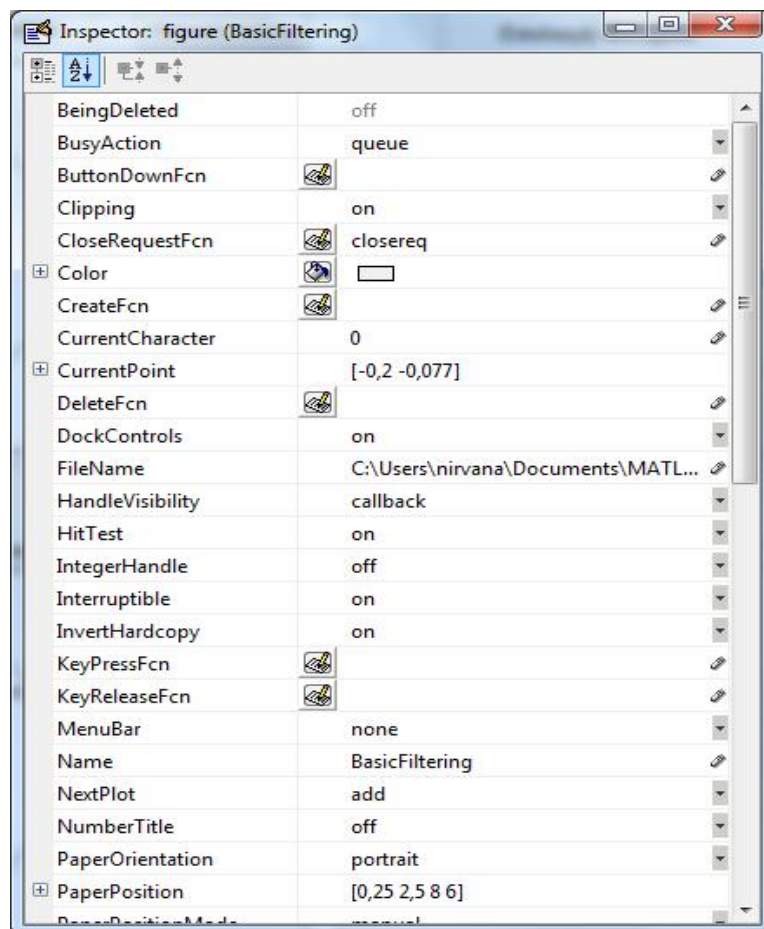 Inspector: figure (BasicFiltering)
BeingDeleted off
BusyAction queue
ButtonDownFcn
Clipping on
CloseRequestFcn closereq
Color
CreateFcn
CurrentCharacter 0
CurrentPoint [-0,2 -0,077]
DeleteFcn
DockControls on
FileName C:\Users\nirvana\Documents\MATL...
HandleVisibility callback
HitTest on
IntegerHandle off
Interruptible on
InvertHardcopy on
KeyPressFcn
KeyReleaseFcn
MenuBar none
Name BasicFiltering
NextPlot add
NumberTitle off
PaperOrientation portrait
PaperPosition [0,25 2,5 8 6]
PaperPositionMode manual